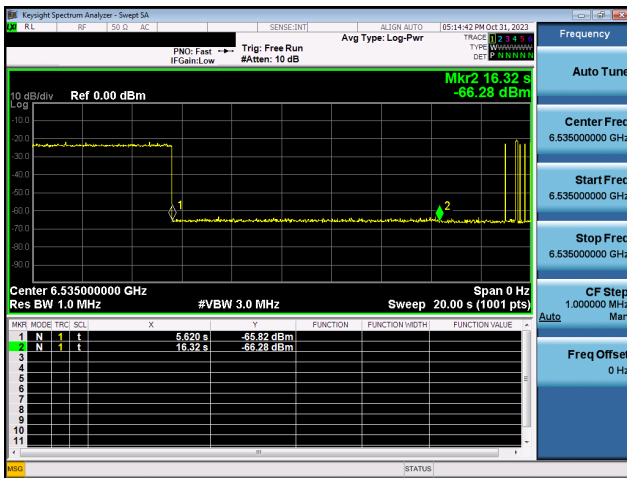 Keysight Spectrum Analyzer - Swept SA
RL RF 50 Ω AC SENSE:INT ALIGN AUTO 05:14:42 PM Oct 31, 2023
Avg Type: Log-Pwr TRACE 1 2 3 4 5 6
PNO: Fast Trig: Free Run TYPE W
IFGain:Low #Atten: 10 dB DET P N N N N N
Mkr2 16.32 s
10 dB/div Ref 0.00 dBm -66.28 dBm
Log
-10.0
-20.0
-30.0
-40.0
-50.0
-60.0
-70.0
-80.0
-90.0
1
2
Center 6.535000000 GHz Span 0 Hz
Res BW 1.0 MHz #VBW 3.0 MHz Sweep 20.00 s (1001 pts)
MKR MODE TRC SCL X Y FUNCTION FUNCTION WIDTH FUNCTION VALUE
1 N 1 t 5.620 s -65.82 dBm
2 N 1 t 16.32 s -66.28 dBm
3
4
5
6
7
8
9
10
11
MSG STATUS
Frequency
Auto Tune
Center Freq
6.535000000 GHz
Start Freq
6.535000000 GHz
Stop Freq
6.535000000 GHz
CF Step
1.000000 MHz
Auto Man
Freq Offset
0 Hz